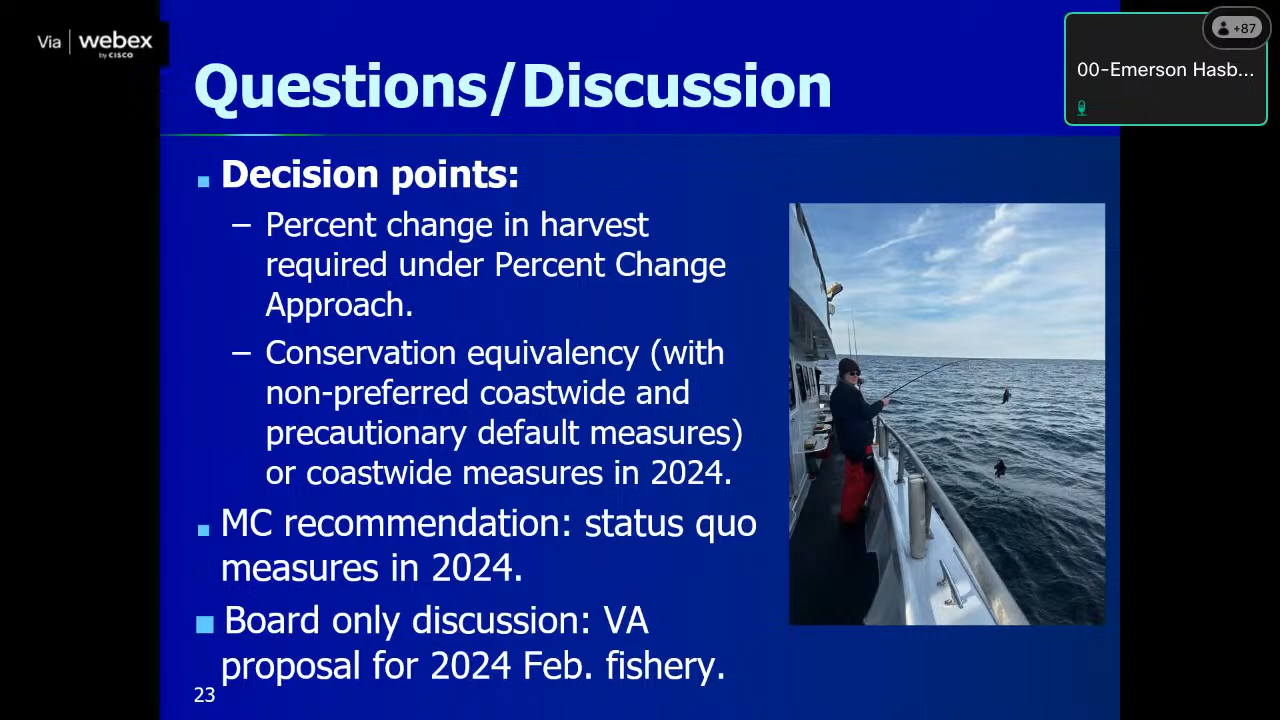 Via | webex
by CISCO
+87
00-Emerson Hasb...
Questions/Discussion
Decision points:
– Percent change in harvest
required under Percent Change
Approach.
– Conservation equivalency (with
non-preferred coastwide and
precautionary default measures)
or coastwide measures in 2024.
MC recommendation: status quo
measures in 2024.
Board only discussion: VA
proposal for 2024 Feb. fishery.
23